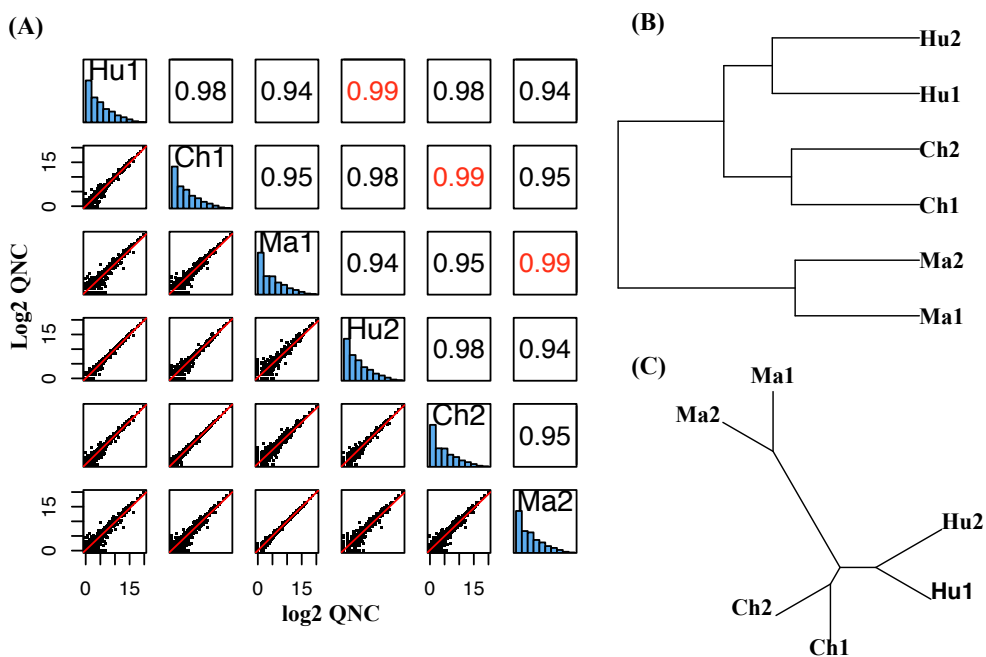 (A)
Hu1 0.98 0.94 0.99 0.98 0.94
15 0 Ch1 0.95 0.98 0.99 0.95
Ma1 0.94 0.95 0.99
15 0 Hu2 0.98 0.94
Ch2 0.95
15 0 Ma2
0 15 0 15 0 15
Log2 QNC
log2 QNC
(B)
Hu2
Hu1
Ch2
Ch1
Ma2
Ma1
(C)
Ma1
Ma2
Hu2
Hu1
Ch2
Ch1